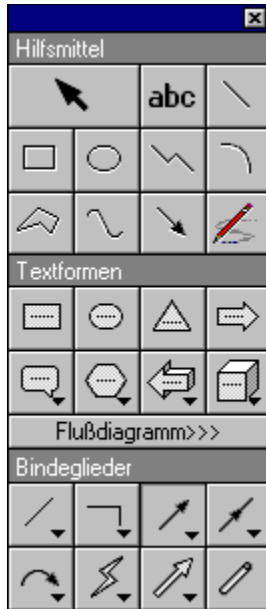 Hilfsmittel
abc
Textformen
Flußdiagramm>>>
Bindeglieder